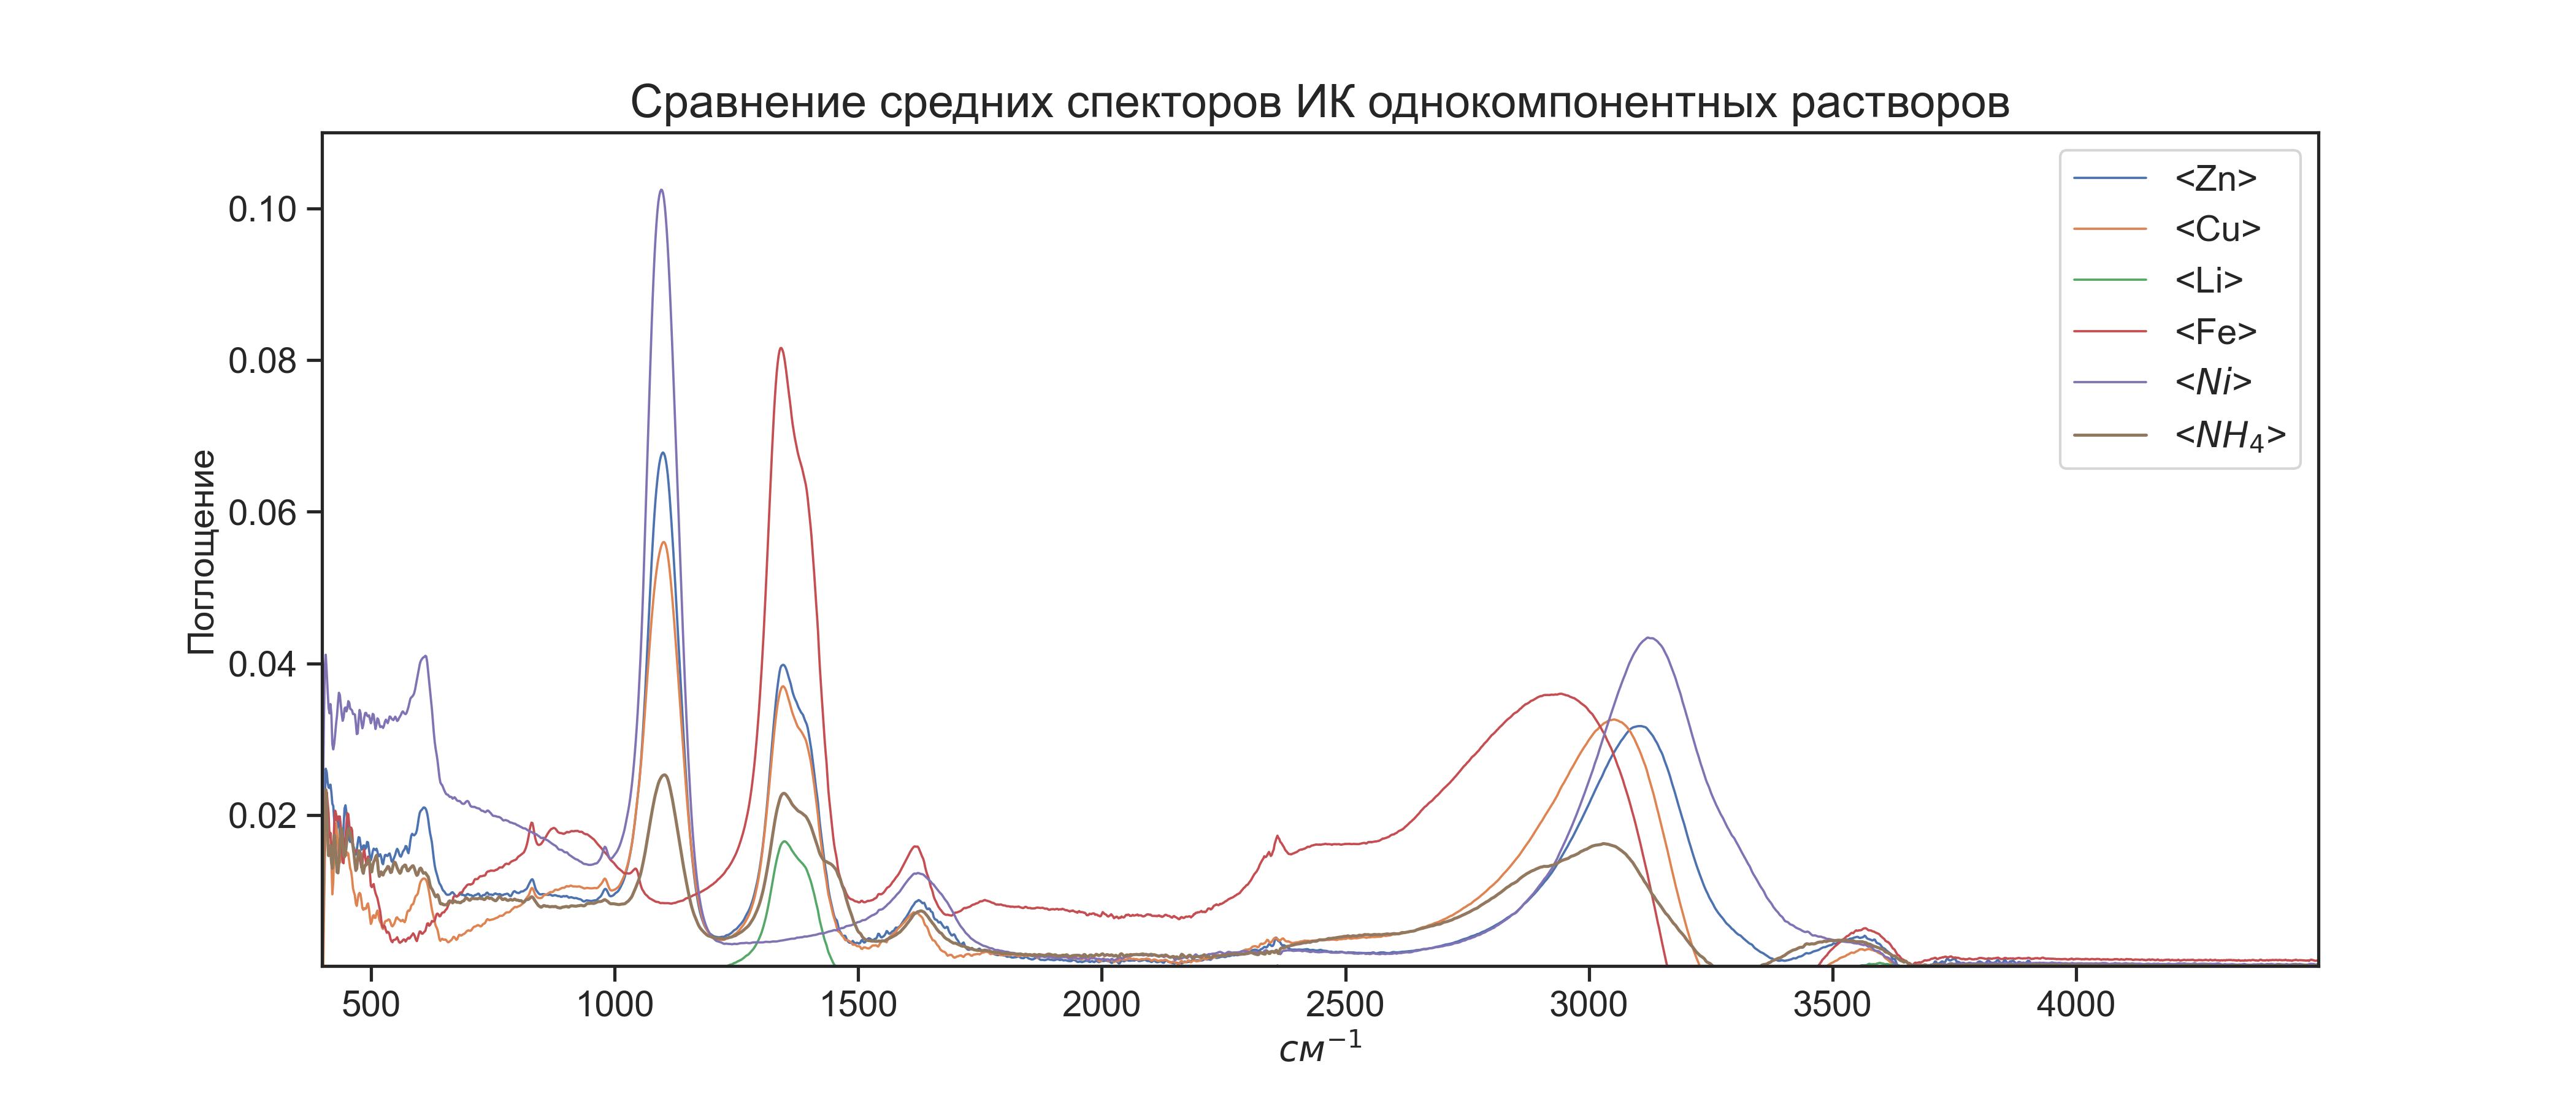 Сравнение средних спекторов ИК однокомпонентных растворов
<Zn>
<Cu>
<Li>
<Fe>
<Ni>
<NH₄>
Поглощение
0.10
0.08
0.06
0.04
0.02
500 1000 1500 2000 2500 3000 3500 4000
см⁻¹